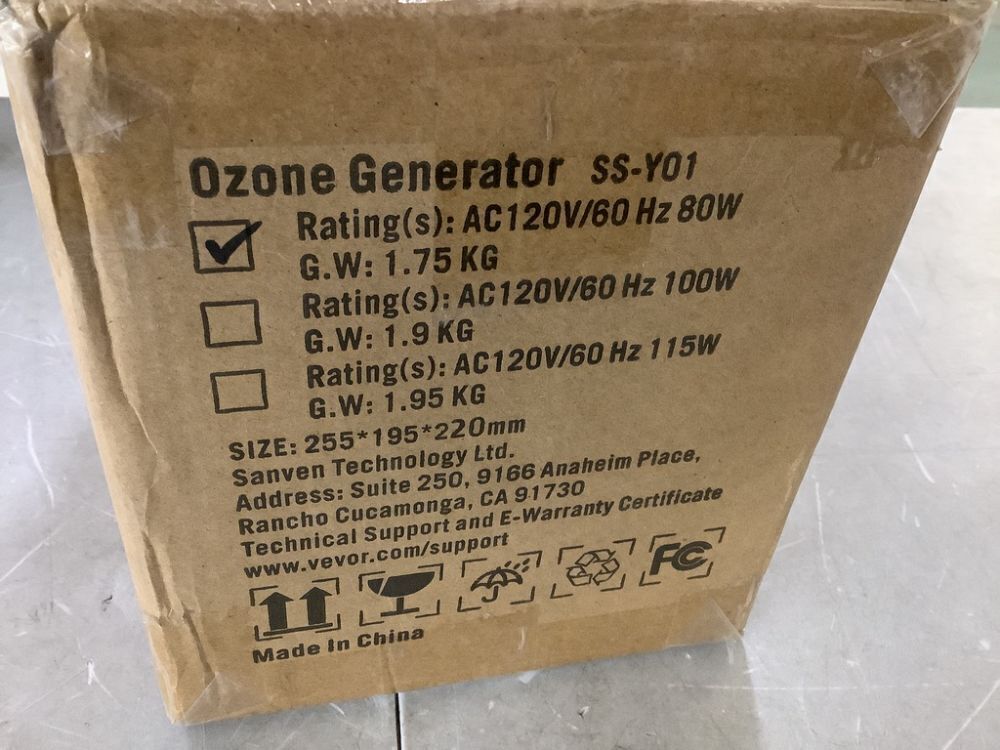 Ozone Generator SS-Y01
Rating(s): AC120V/60 Hz 80W
G.W: 1.75 KG
Rating(s): AC120V/60 Hz 100W
G.W: 1.9 KG
Rating(s): AC120V/60 Hz 115W
G.W: 1.95 KG
SIZE: 255*195*220mm
Sanven Technology Ltd.
Address: Suite 250, 9166 Anaheim Place,
Rancho Cucamonga, CA 91730
Technical Support and E-Warranty Certificate
www.vevor.com/support
FC
Made In China